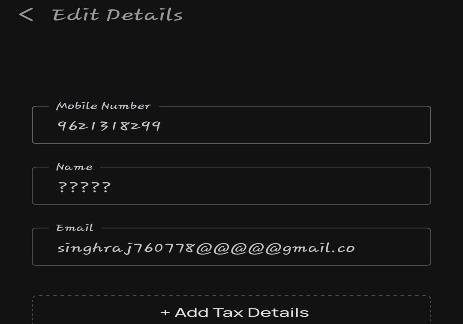 < Edit Details
Mobile Number
9621318299
Name
?????
Email
singhraj760778@@@@@gmail.co
+ Add Tax Details